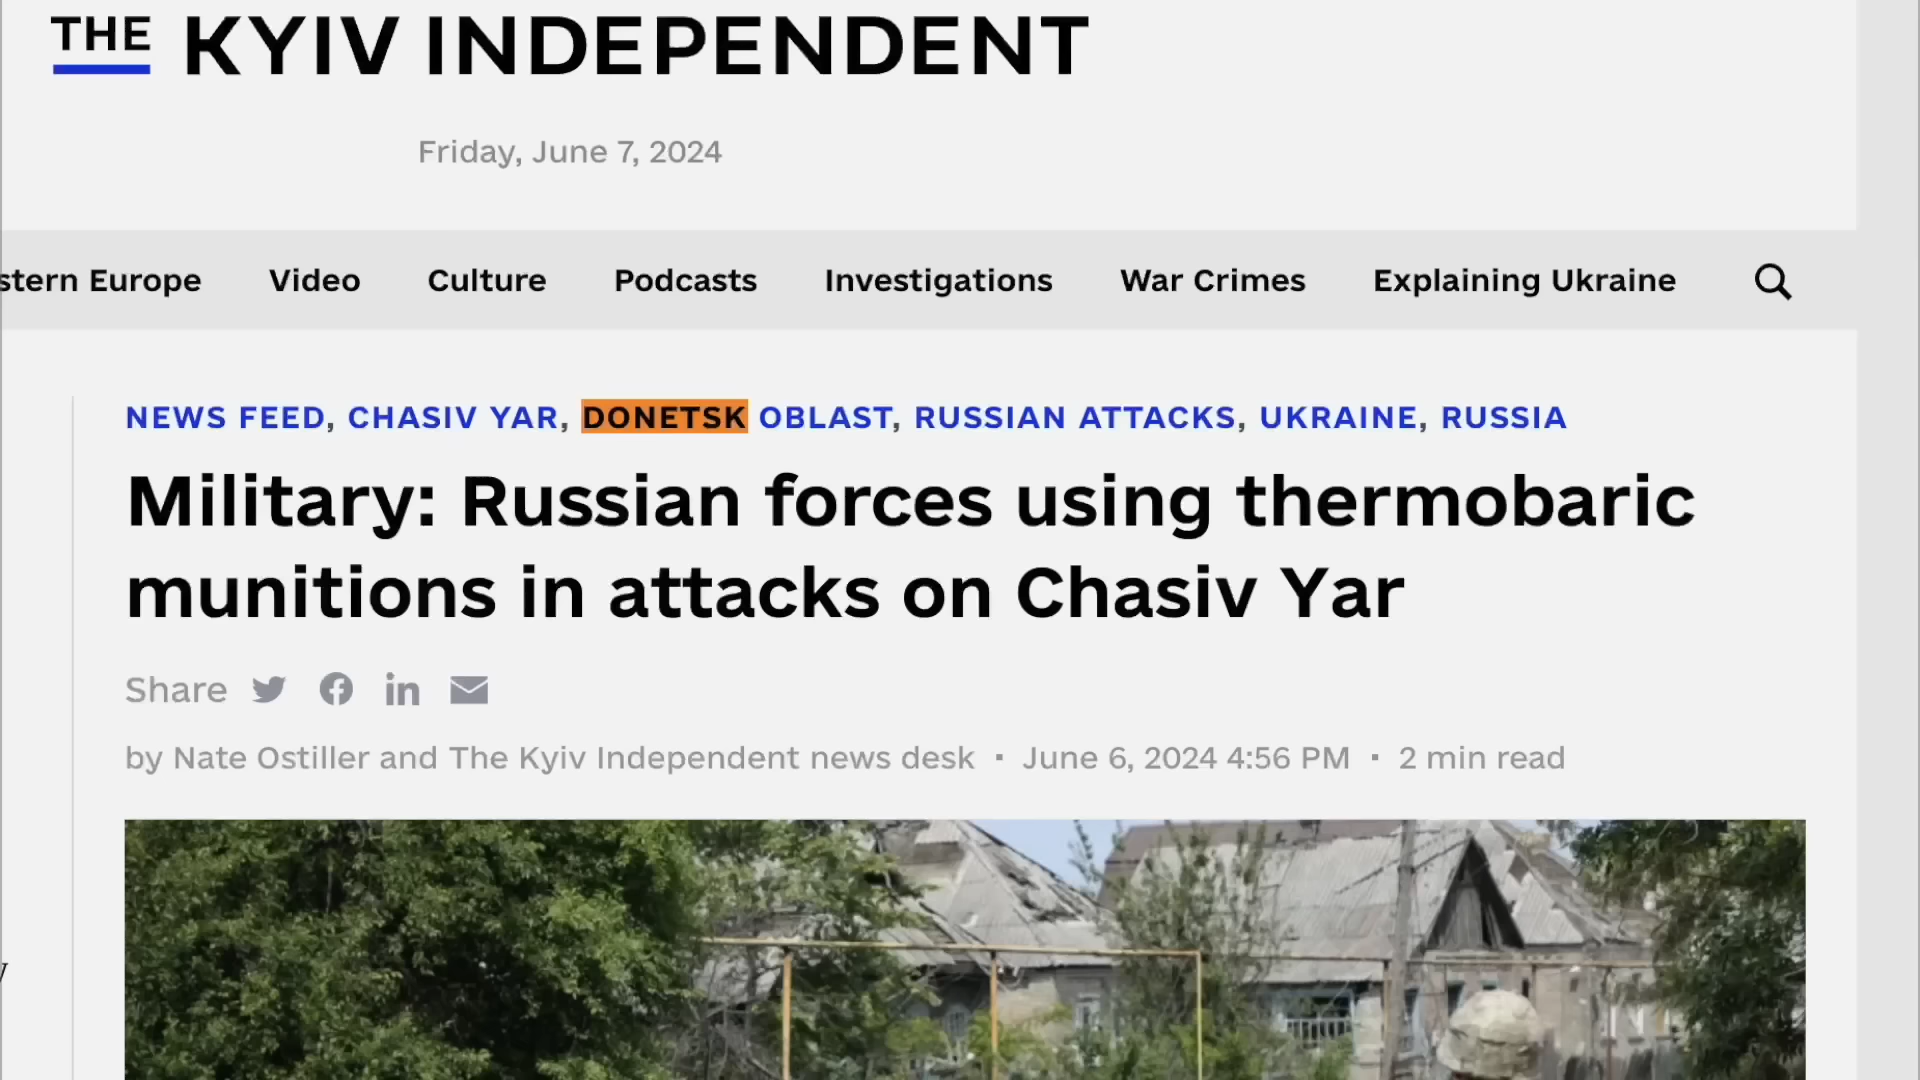 THE KYIV INDEPENDENT
Friday, June 7, 2024
stern Europe Video Culture Podcasts Investigations War Crimes Explaining Ukraine
NEWS FEED, CHASIV YAR, DONETSK OBLAST, RUSSIAN ATTACKS, UKRAINE, RUSSIA
Military: Russian forces using thermobaric
munitions in attacks on Chasiv Yar
Share
by Nate Ostiller and The Kyiv Independent news desk · June 6, 2024 4:56 PM · 2 min read